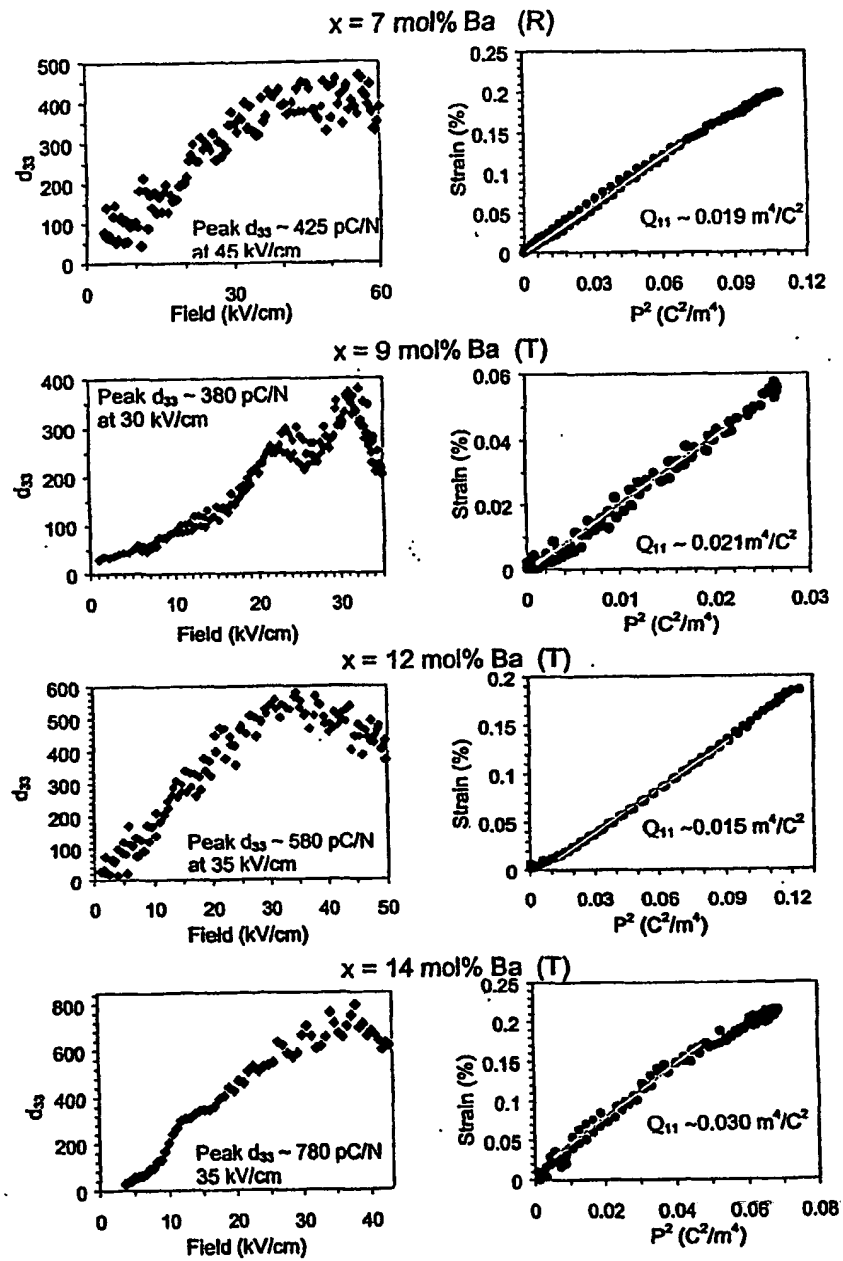 x = 7 mol% Ba (R)
500
400
300
200
100
0
d₃₃
Peak d₃₃ ~ 425 pC/N
at 45 kV/cm
0
30
60
Field (kV/cm)
0.25
0.2
0.15
0.1
0.05
0
Strain (%)
Q₁₁ ~ 0.019 m⁴/C²
0
0.03
0.06
0.09
0.12
P² (C²/m⁴)
x = 9 mol% Ba (T)
400
300
200
100
0
d₃₃
Peak d₃₃ ~ 380 pC/N
at 30 kV/cm
0
10
20
30
Field (kV/cm)
0.06
0.04
0.02
0
Strain (%)
Q₁₁ ~ 0.021m⁴/C²
0
0.01
0.02
0.03
P² (C²/m⁴)
x = 12 mol% Ba (T)
600
500
400
300
200
100
0
d₃₃
Peak d₃₃ ~ 580 pC/N
at 35 kV/cm
0
10
20
30
40
50
Field (kV/cm)
0.2
0.15
0.1
0.05
0
Strain (%)
Q₁₁ ~0.015 m⁴/C²
0
0.03
0.06
0.09
0.12
P² (C²/m⁴)
x = 14 mol% Ba (T)
800
600
400
200
0
d₃₃
Peak d₃₃ ~ 780 pC/N
35 kV/cm
0
10
20
30
40
Field (kV/cm)
0.25
0.2
0.15
0.1
0.05
0
Strain (%)
Q₁₁ ~0.030 m⁴/C²
0
0.02
0.04
0.06
0.08
P² (C²/m⁴)